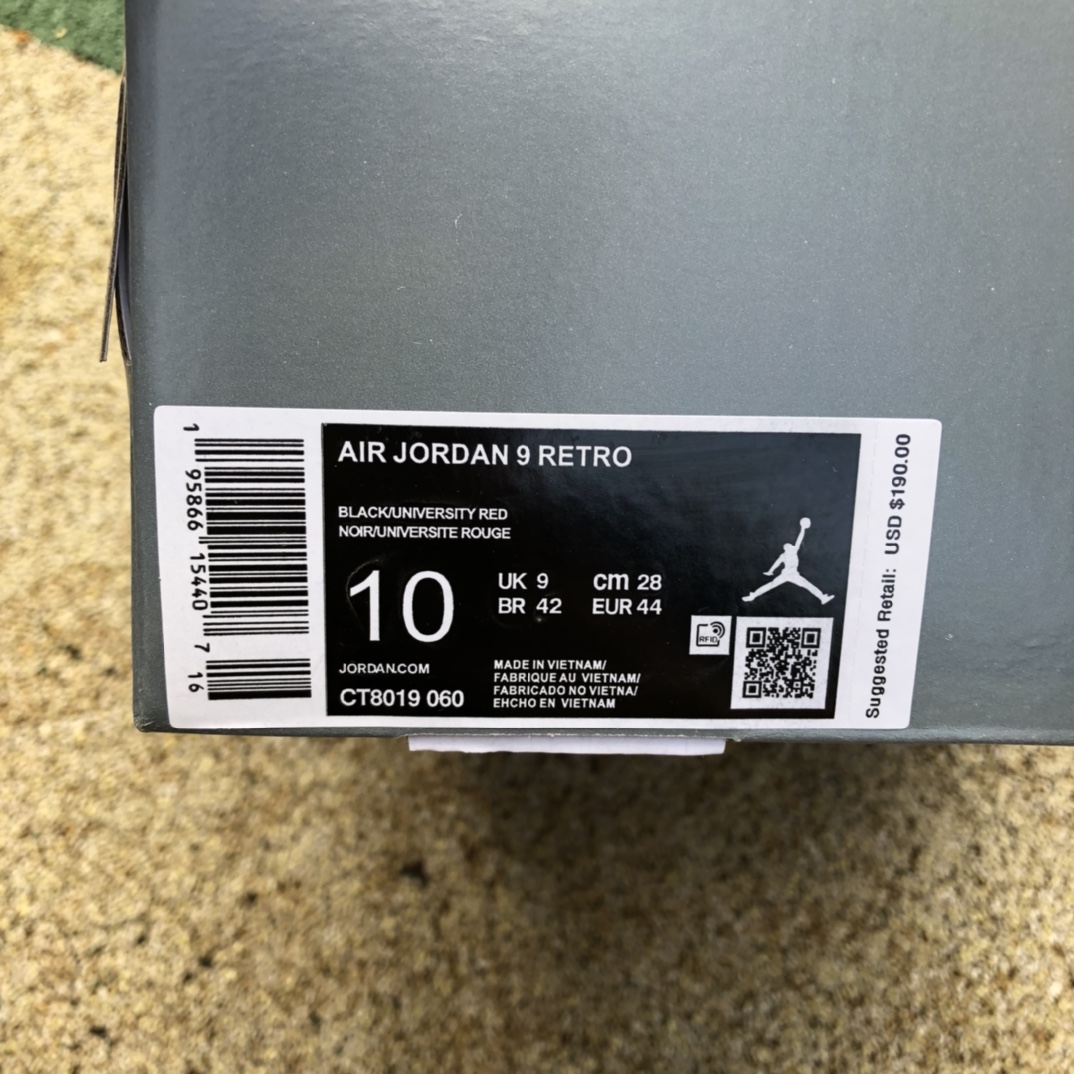 AIR JORDAN 9 RETRO
BLACK/UNIVERSITY RED
NOIR/UNIVERSITE ROUGE
10
UK 9 cm 28
BR 42 EUR 44
RFID
JORDAN.COM
CT8019 060
MADE IN VIETNAM/
FABRIQUE AU VIETNAM/
FABRICADO NO VIETNA/
EHCHO EN VIETNAM
1 95866 15440 7 16
Suggested Retail: USD $190.00